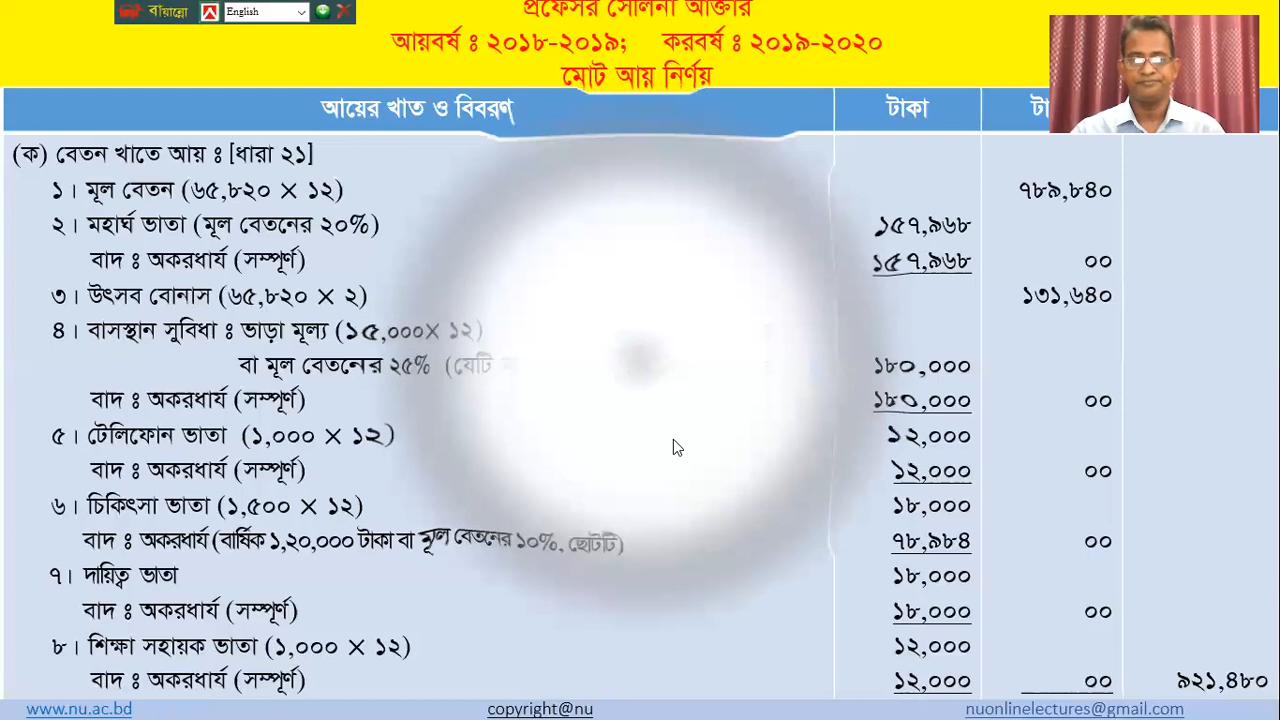 বাঁয়ান্নো English
প্রফেসর সেলিনা আক্তার
আয়বর্ষ ঃ ২০১৮-২০১৯; করবর্ষ ঃ ২০১৯-২০২০
মোট আয় নির্ণয়
আয়ের খাত ও বিবরণ টাকা
(ক) বেতন খাতে আয় ঃ [ধারা ২১]
১। মূল বেতন (৬৫,৮২০ × ১২) ৭৮৯,৮৪০
২। মহার্ঘ ভাতা (মূল বেতনের ২০%) ১৫৭,৯৬৮
বাদ ঃ অকরধার্য (সম্পূর্ণ) ১৫৭,৯৬৮ ০০
৩। উৎসব বোনাস (৬৫,৮২০ × ২) ১৩১,৬৪০
৪। বাসস্থান সুবিধা ঃ ভাড়া মূল্য (১৫,০০০× ১২)
বা মূল বেতনের ২৫% (যেটি ১৮০,০০০
বাদ ঃ অকরধার্য (সম্পূর্ণ) ১৮০,০০০ ০০
৫। টেলিফোন ভাতা (১,০০০ × ১২) ১২,০০০
বাদ ঃ অকরধার্য (সম্পূর্ণ) ১২,০০০ ০০
৬। চিকিৎসা ভাতা (১,৫০০ × ১২) ১৮,০০০
বাদ ঃ অকরধার্য (বার্ষিক ১,২০,০০০ টাকা বা মূল বেতনের ১০%, ছোটটি) ৭৮,৯৮৪ ০০
৭। দায়িত্ব ভাতা ১৮,০০০
বাদ ঃ অকরধার্য (সম্পূর্ণ) ১৮,০০০ ০০
৮। শিক্ষা সহায়ক ভাতা (১,০০০ × ১২) ১২,০০০
বাদ ঃ অকরধার্য (সম্পূর্ণ) ১২,০০০ ০০ ৯২১,৪৮০
www.nu.ac.bd copyright@nu nuonlinelectures@gmail.com